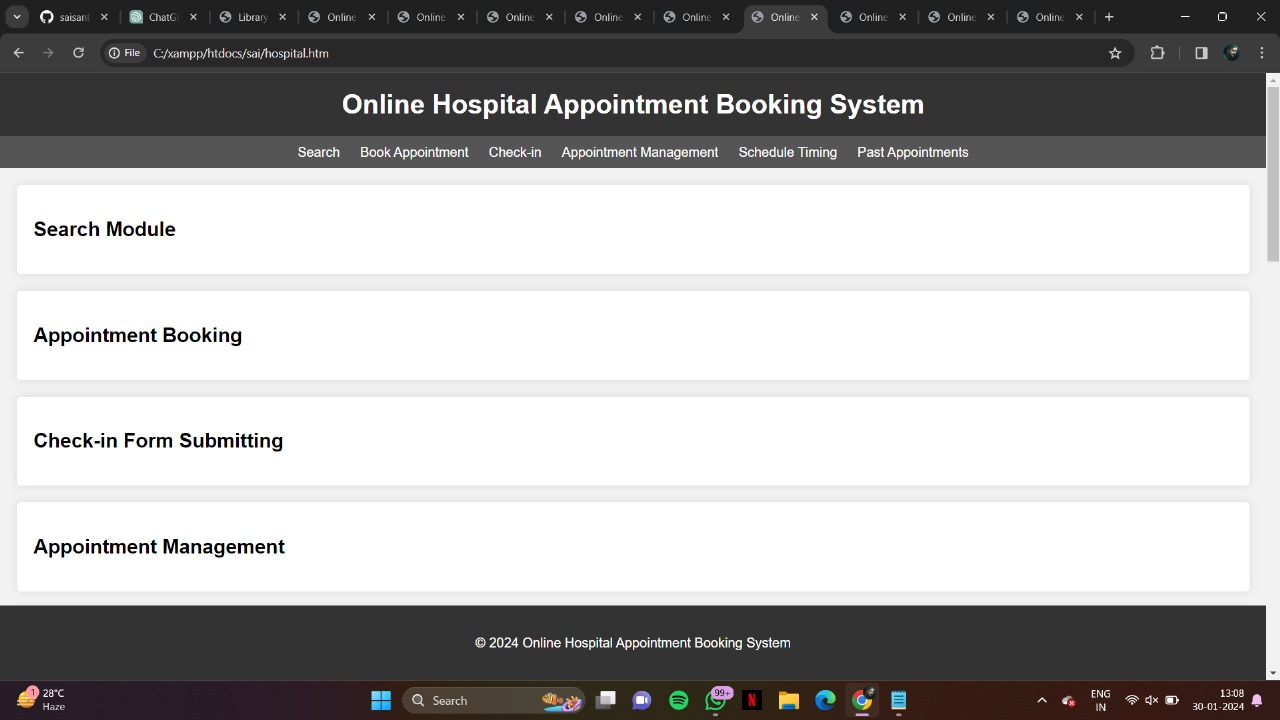 saisant
ChatG
Library
Online
Online
Online
Online
Online
Online
Online
Online
Online
File
C:/xampp/htdocs/sai/hospital.htm
Online Hospital Appointment Booking System
Search Book Appointment Check-in Appointment Management Schedule Timing Past Appointments
Search Module
Appointment Booking
Check-in Form Submitting
Appointment Management
© 2024 Online Hospital Appointment Booking System
1
28°C
Haze
Search
99+
N
ENG
IN
13:08
30-01-2024